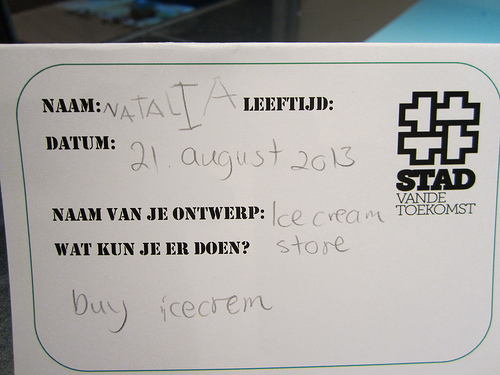 NAAM: NATALIA LEEFTIJD:
DATUM: 21. august 2013
STAD
VANDE
TOEKOMST
NAAM VAN JE ONTWERP: Ice cream
WAT KUN JE ER DOEN? store
buy icecrem